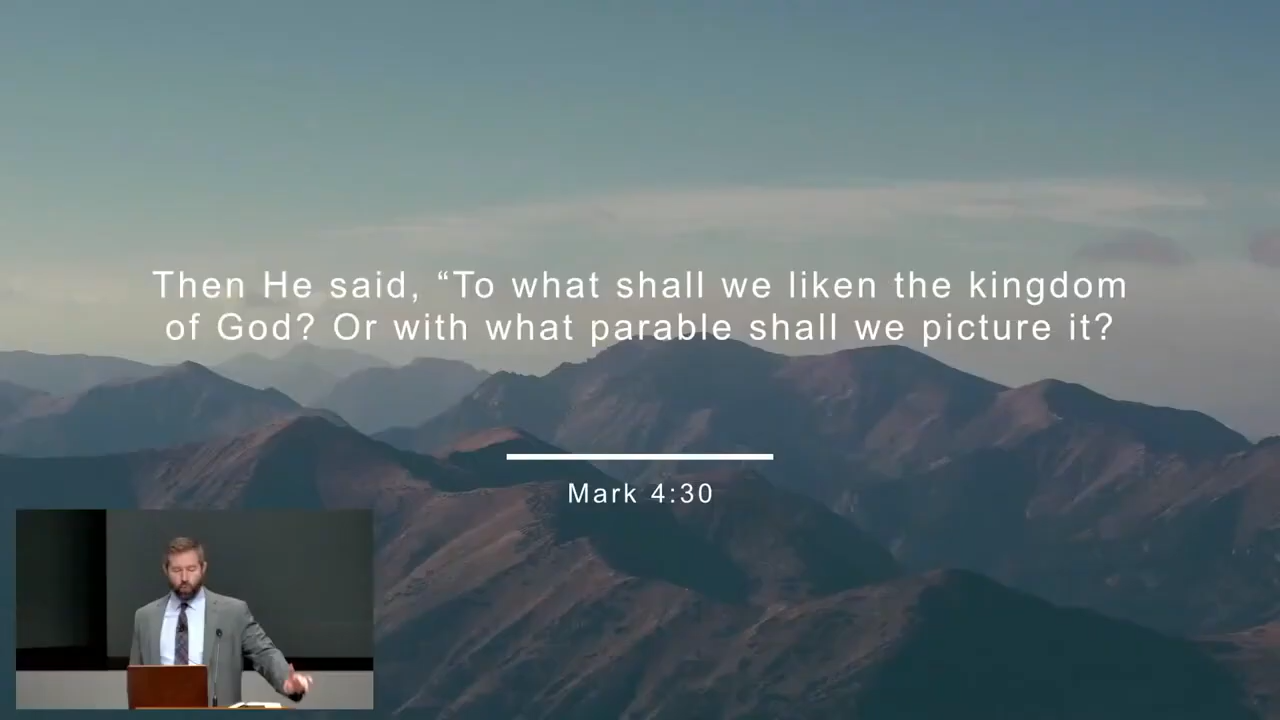 Then He said, “To what shall we liken the kingdom
of God? Or with what parable shall we picture it?
Mark 4:30